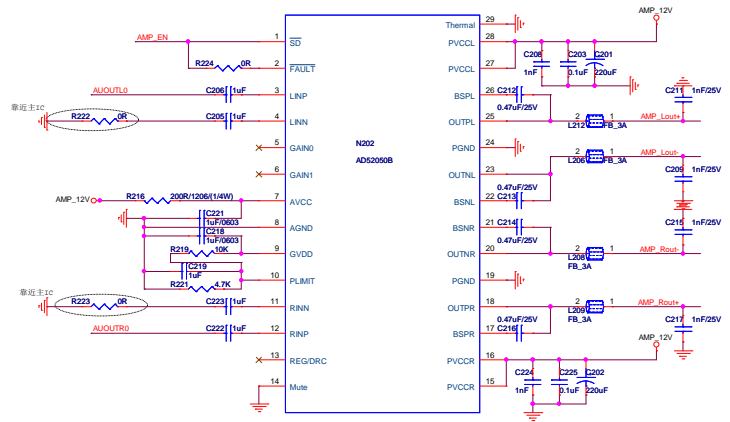 AMP_12V
Thermal 29
AMP_EN
1 SD
PVCCL 28
R224 0R
2 FAULT
PVCCL 27
C208 1nF
C203 0.1uF
C201 220uF
AUOUTL0
C206 1uF
3 LINP
BSPL 26
C212 0.47uF/25V
C211 1nF/25V
靠近主IC
R222 0R
C205 1uF
4 LINN
OUTPL 25
L212 FB_3A
1 2
AMP_Lout+
N202
AD52050B
5 GAIN0
PGND 24
L206 FB_3A
2 1
AMP_Lout-
6 GAIN1
OUTNL 23
C209 1nF/25V
AMP_12V
R216 200R/1206/(1/4W)
7 AVCC
BSNL 22
0.47uF/25V
C213
C221 1uF/0603
8 AGND
BSNR 21
C214 0.47uF/25V
C215 1nF/25V
C218 1uF/0603
R219 10K
9 GVDD
OUTNR 20
L208 FB_3A
2 1
AMP_Rout-
C219 1uF
10 PLIMIT
PGND 19
R221 4.7K
靠近主IC
R223 0R
C223 1uF
11 RINN
OUTPR 18
L209 FB_3A
2 1
AMP_Rout+
AUOUTR0
C222 1uF
12 RINP
BSPR 17
0.47uF/25V
C216
C217 1nF/25V
AMP_12V
13 REG/DRC
PVCCR 16
14 Mute
PVCCR 15
C224 1nF
C225 0.1uF
C202 220uF